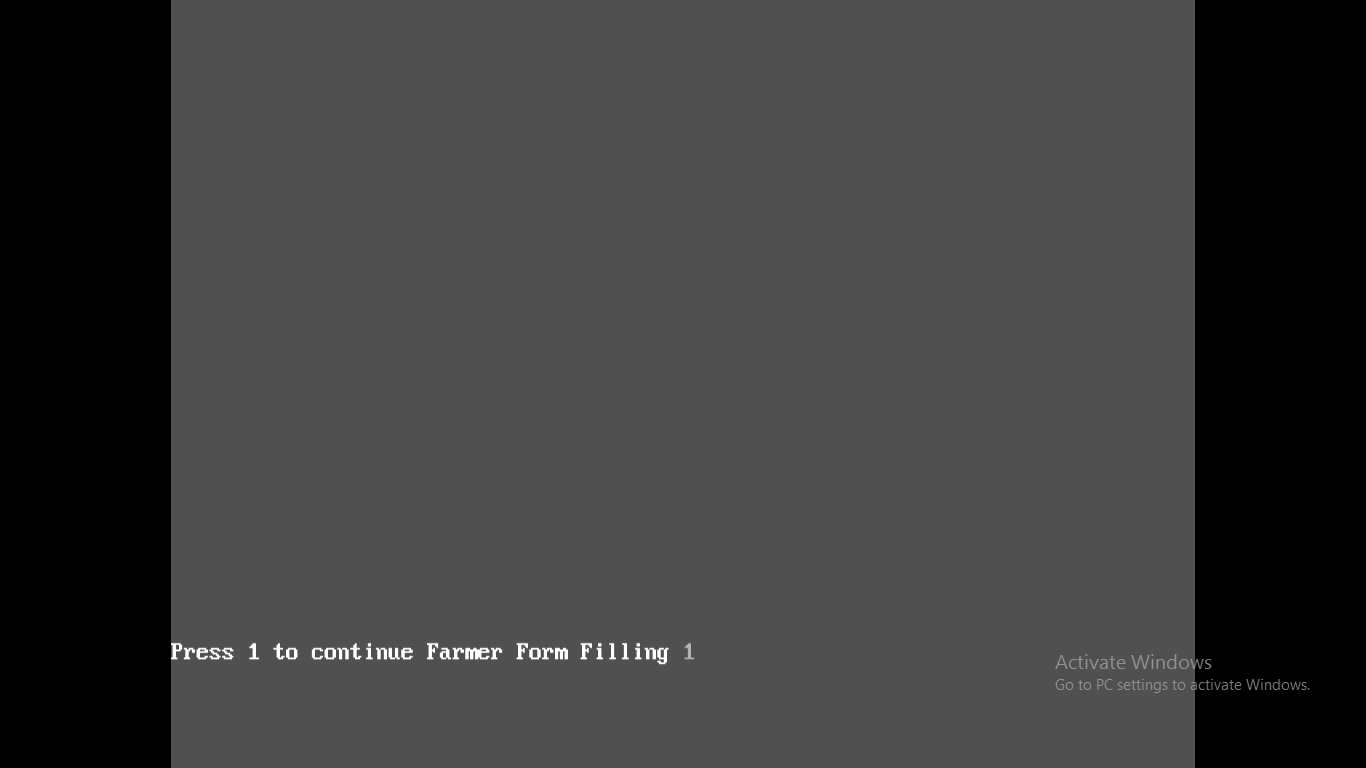 Press 1 to continue Farmer Form Filling 1
Activate Windows
Go to PC settings to activate Windows.